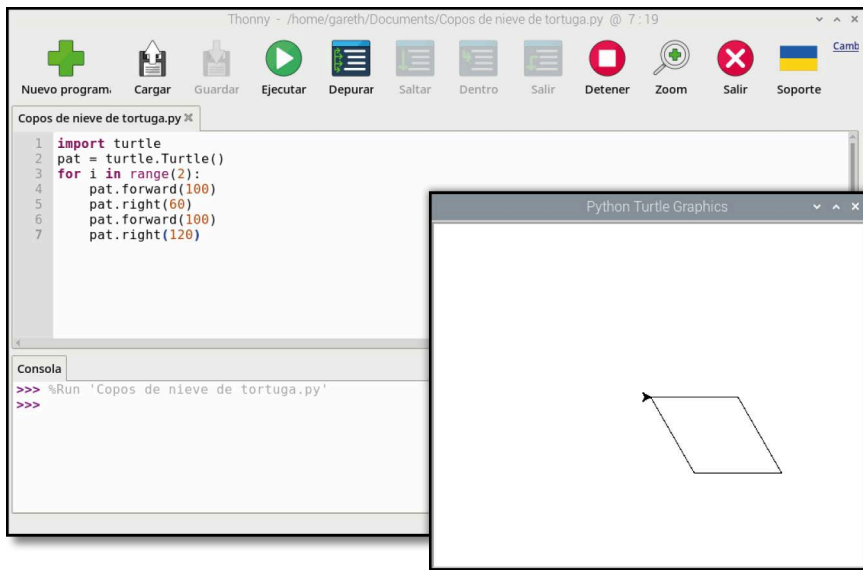 Thonny - /home/gareth/Documents/Copos de nieve de tortuga.py @ 7:19
Nuevo program. Cargar Guardar Ejecutar Depurar Saltar Dentro Salir Detener Zoom Salir Soporte Camb
Copos de nieve de tortuga.py
1 import turtle
2 pat = turtle.Turtle()
3 for i in range(2):
4     pat.forward(100)
5     pat.right(60)
6     pat.forward(100)
7     pat.right(120)
Python Turtle Graphics
Consola
>>> %Run 'Copos de nieve de tortuga.py'
>>>